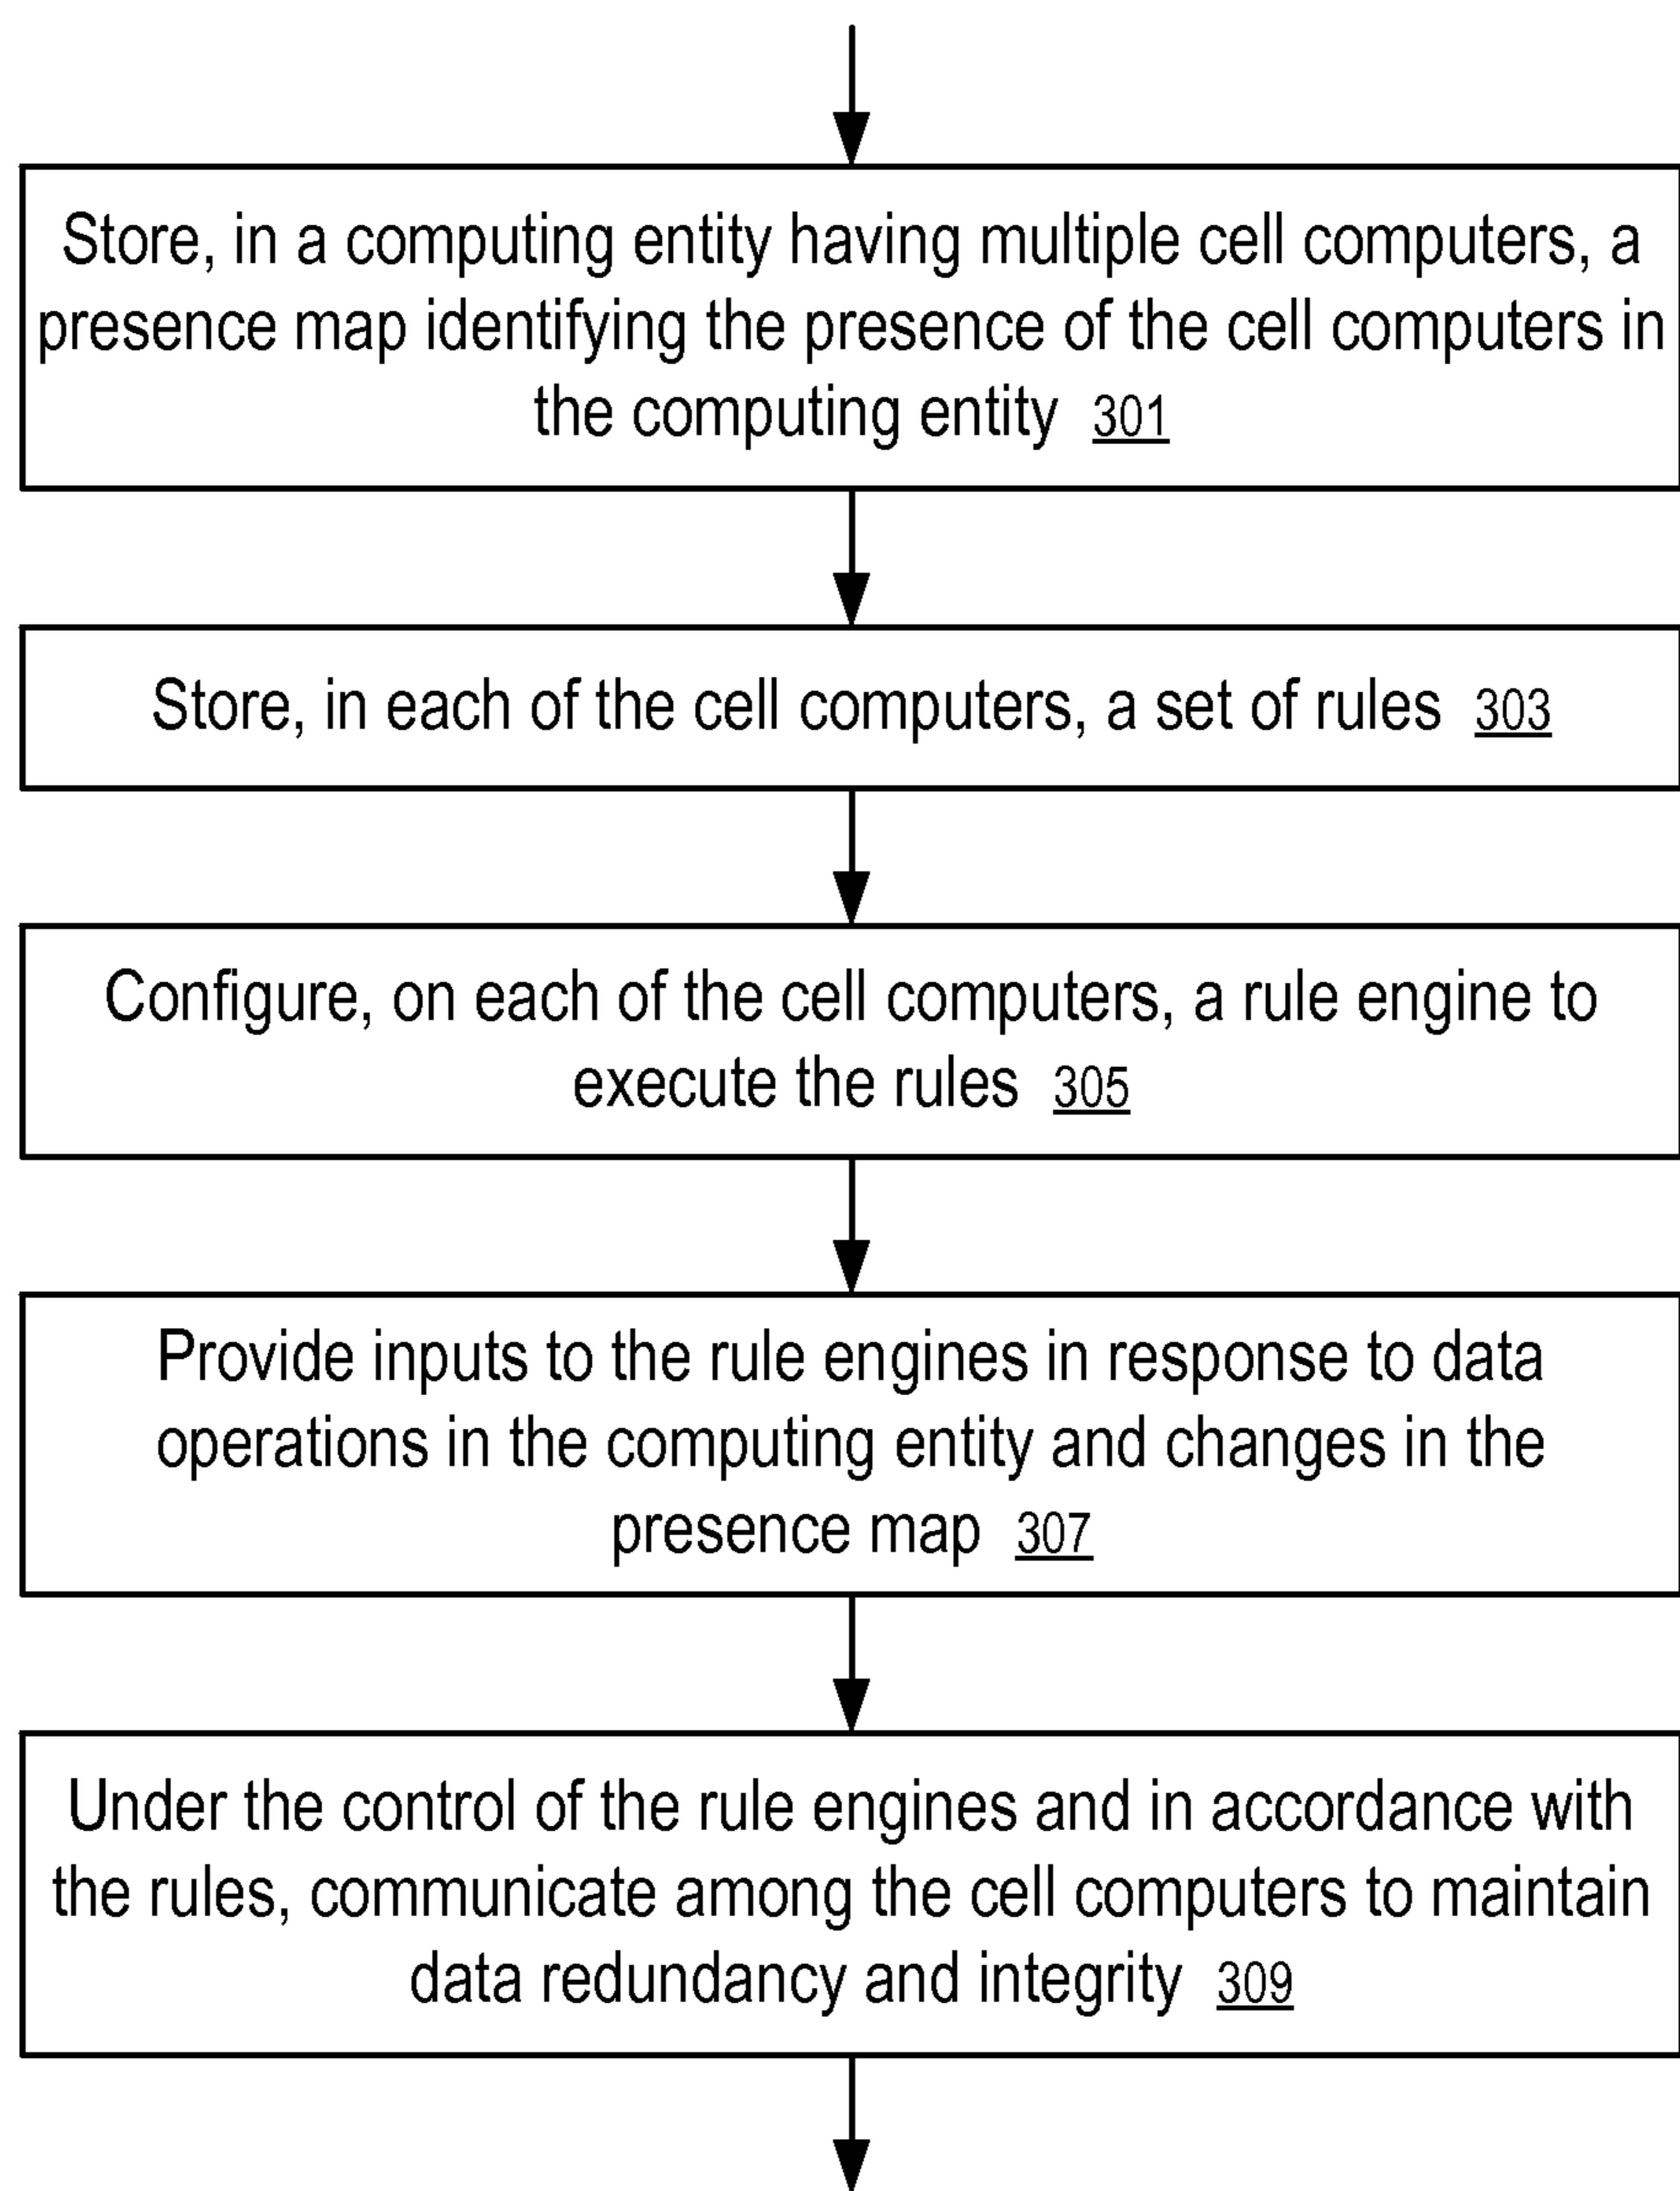 Store, in a computing entity having multiple cell computers, a
presence map identifying the presence of the cell computers in
the computing entity 301
Store, in each of the cell computers, a set of rules 303
Configure, on each of the cell computers, a rule engine to
execute the rules 305
Provide inputs to the rule engines in response to data
operations in the computing entity and changes in the
presence map 307
Under the control of the rule engines and in accordance with
the rules, communicate among the cell computers to maintain
data redundancy and integrity 309